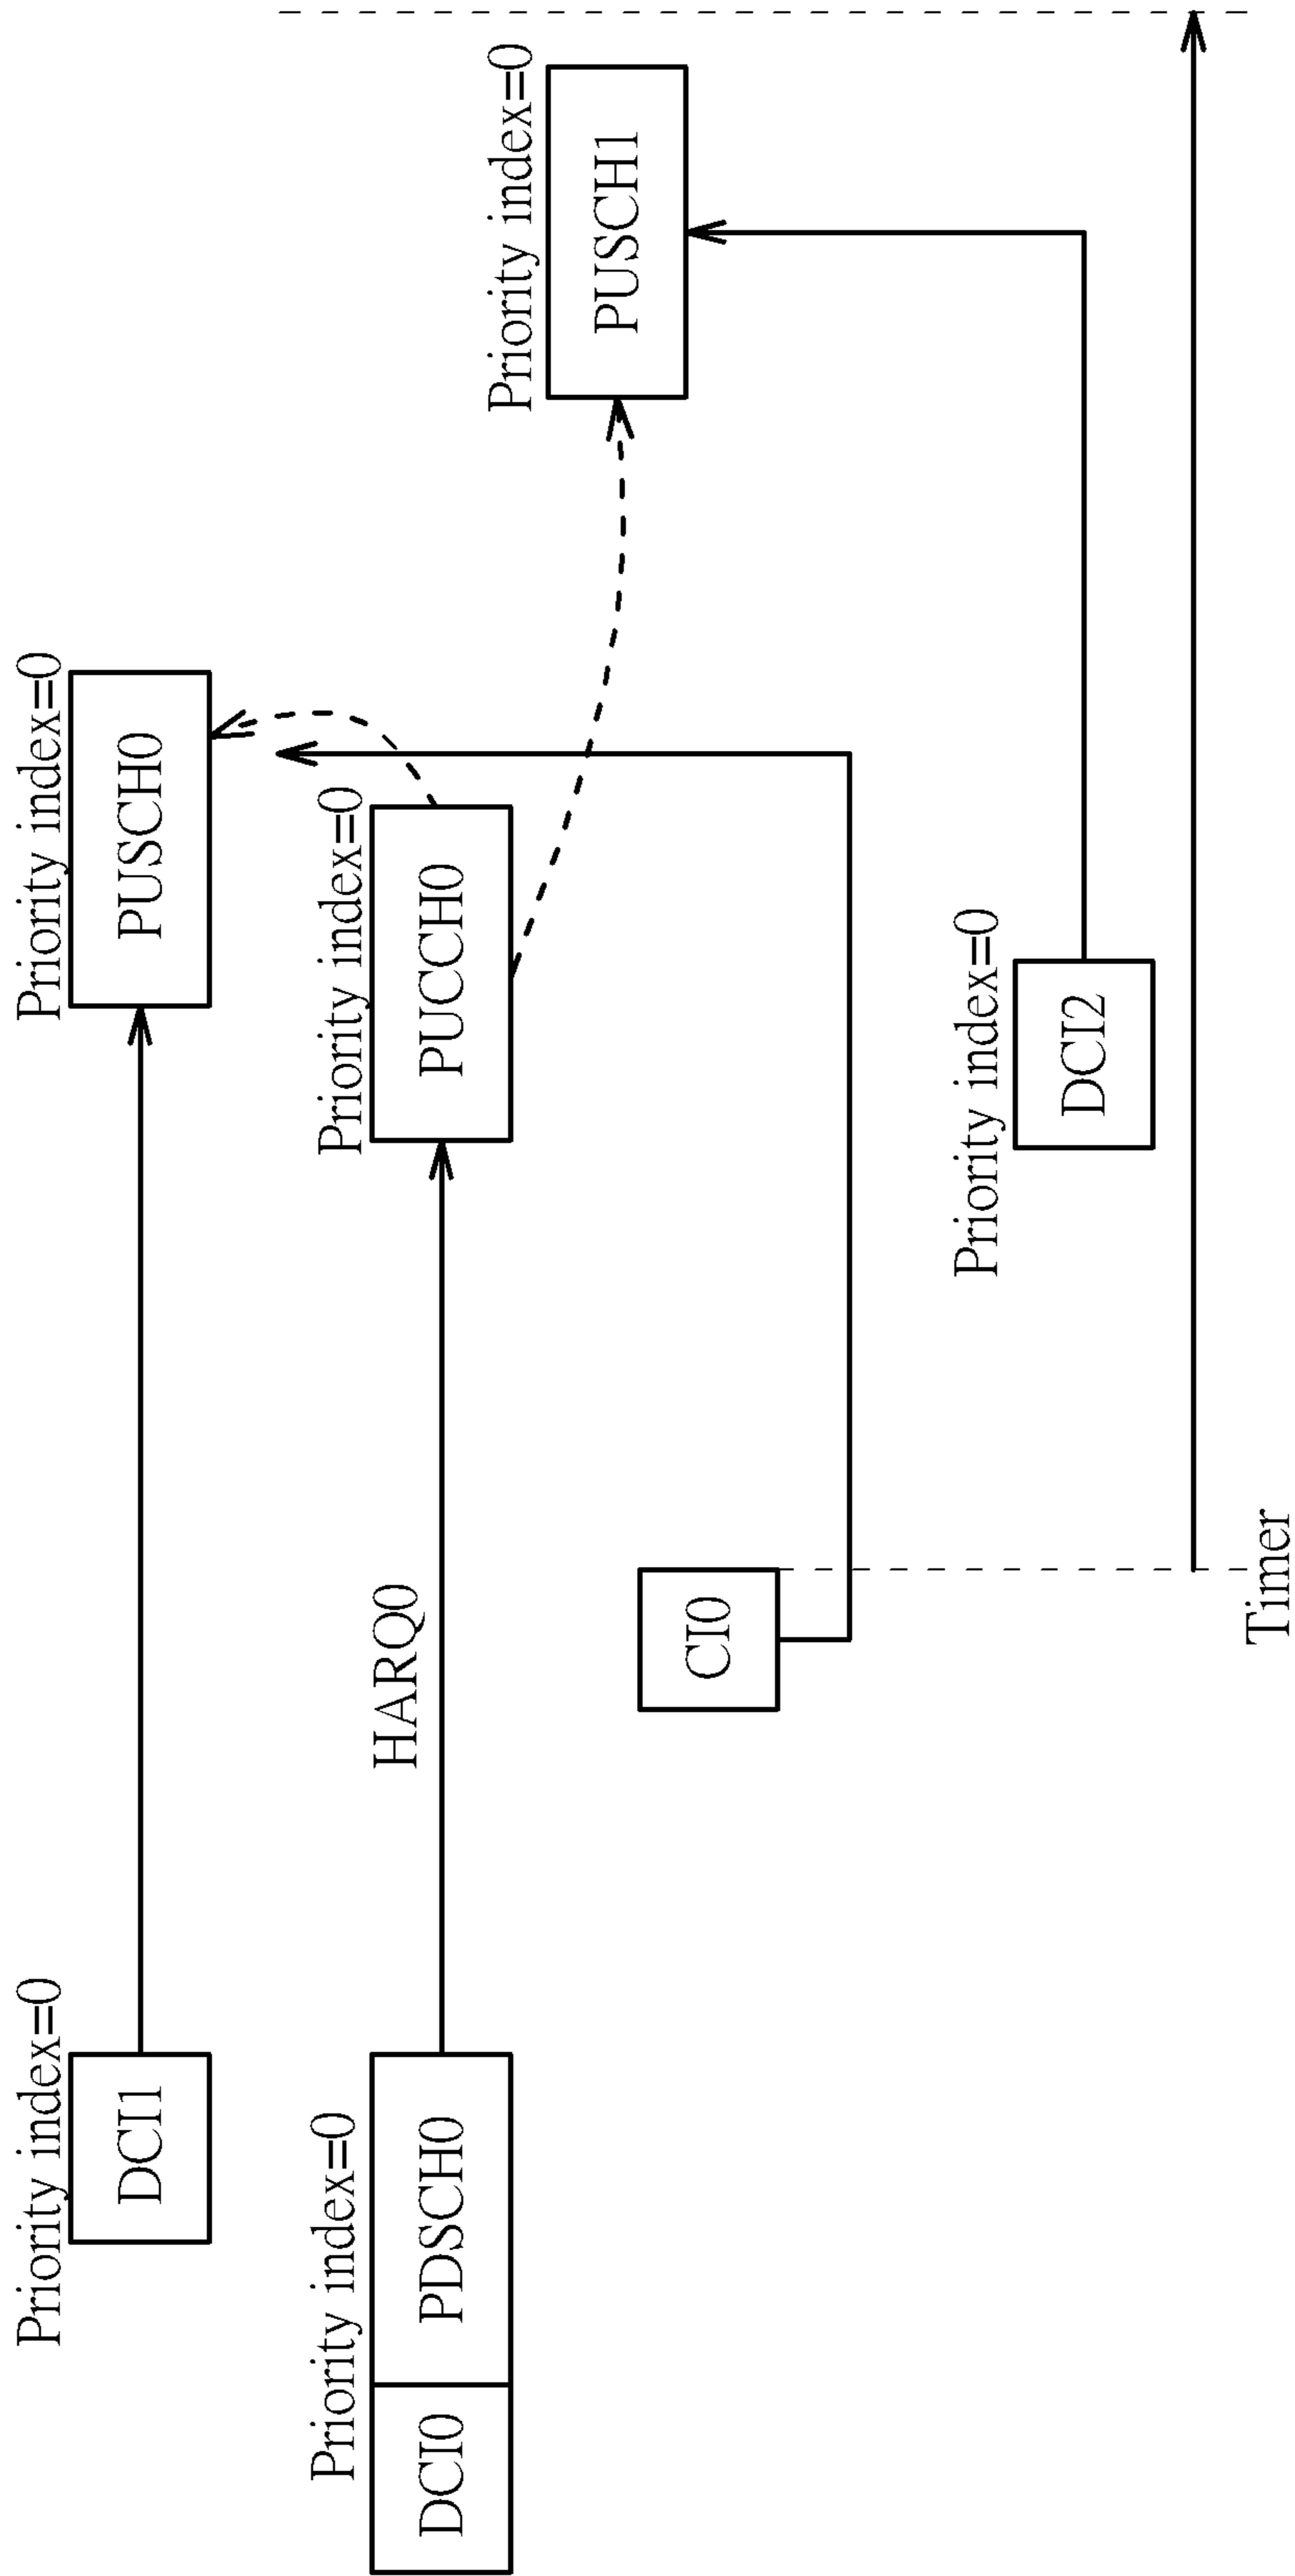 Priority index=0
DCI1
Priority index=0
PUSCH0
Priority index=0
DCI0
PDSCH0
HARQ0
Priority index=0
PUCCH0
Priority index=0
PUSCH1
CI0
Priority index=0
DCI2
Timer